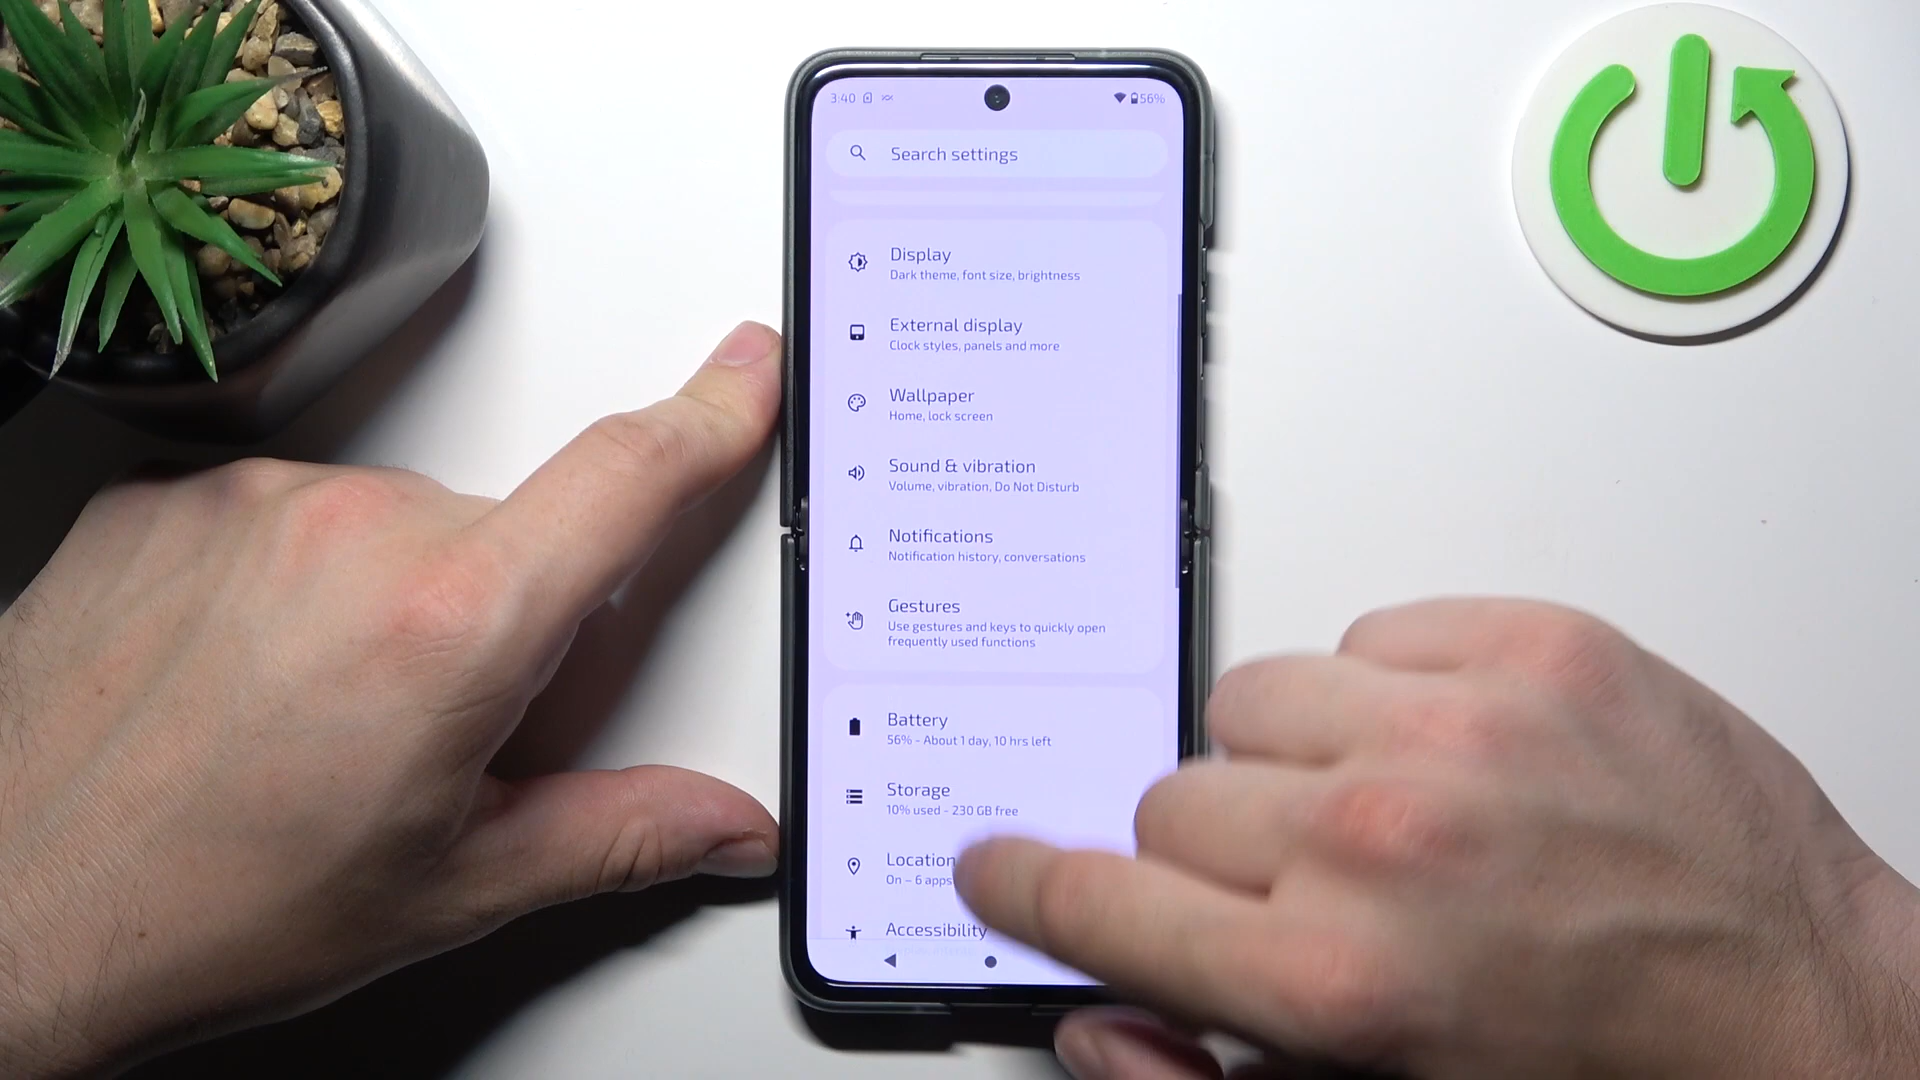 3:40 56%
Search settings
Display
Dark theme, font size, brightness
External display
Clock styles, panels and more
Wallpaper
Home, lock screen
Sound & vibration
Volume, vibration, Do Not Disturb
Notifications
Notification history, conversations
Gestures
Use gestures and keys to quickly open
frequently used functions
Battery
56% - About 1 day, 10 hrs left
Storage
10% used - 230 GB free
Location
On – 6 apps
Accessibility